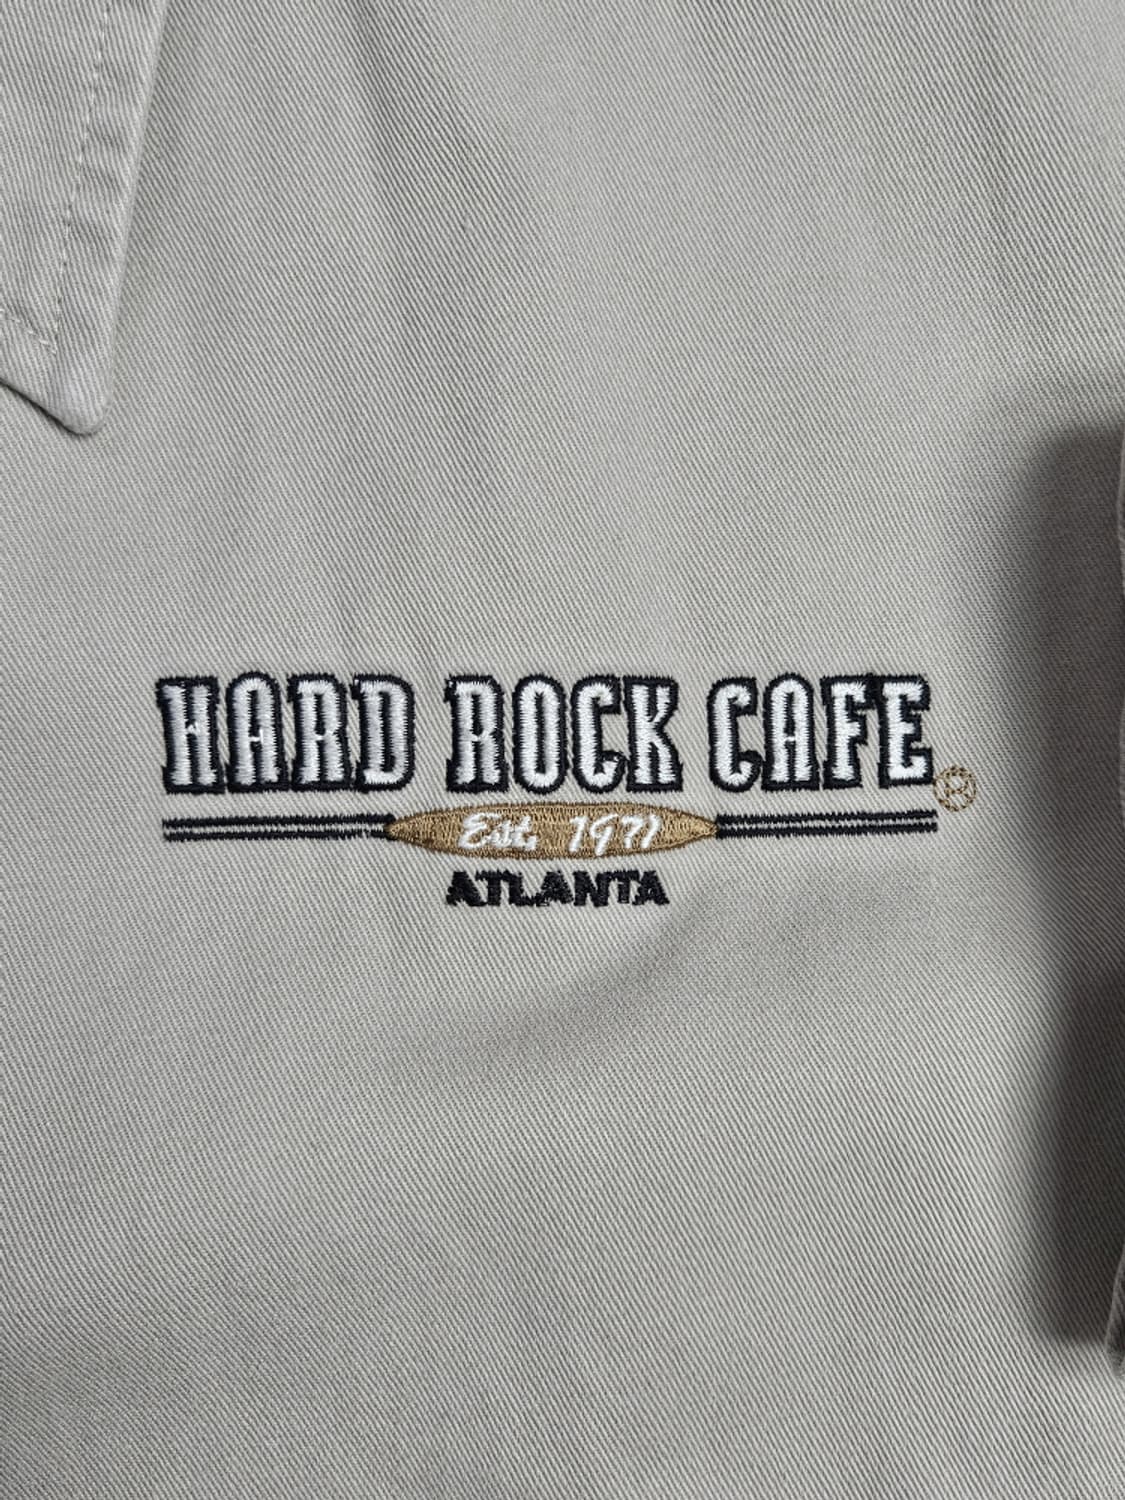 HARD ROCK CAFE ®
Est. 1971
ATLANTA